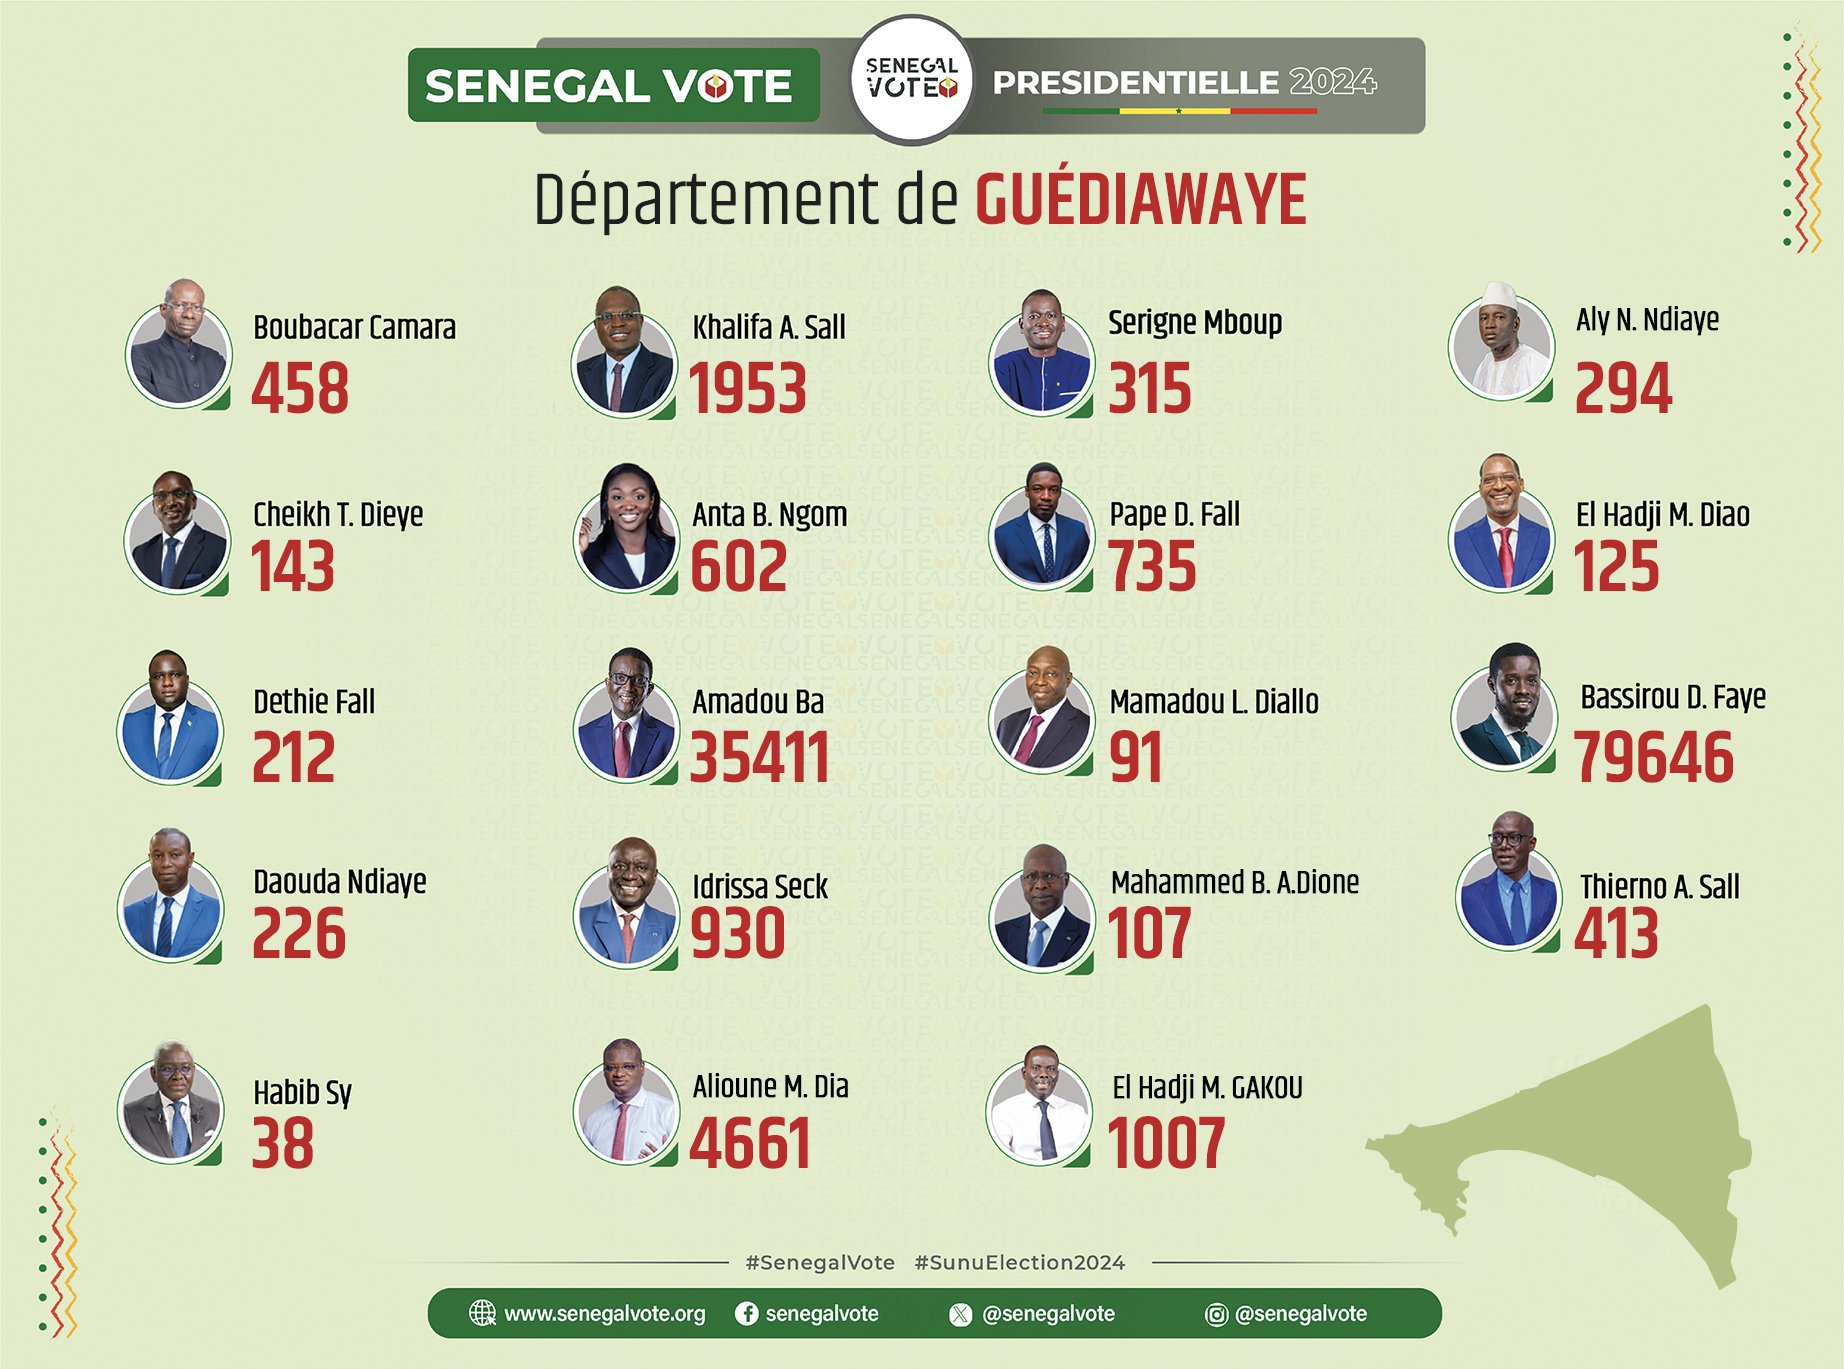 SENEGAL VOTE
SENEGAL
VOTE
PRESIDENTIELLE 2024
Département de GUÉDIAWAYE
Boubacar Camara
458
Khalifa A. Sall
1953
Serigne Mboup
315
Aly N. Ndiaye
294
Cheikh T. Dieye
143
Anta B. Ngom
602
Pape D. Fall
735
El Hadji M. Diao
125
Dethie Fall
212
Amadou Ba
35411
Mamadou L. Diallo
91
Bassirou D. Faye
79646
Daouda Ndiaye
226
Idrissa Seck
930
Mahammed B. A.Dione
107
Thierno A. Sall
413
Habib Sy
38
Alioune M. Dia
4661
El Hadji M. GAKOU
1007
#SenegalVote #SunuElection2024
www.senegalvote.org senegalvote @senegalvote @senegalvote